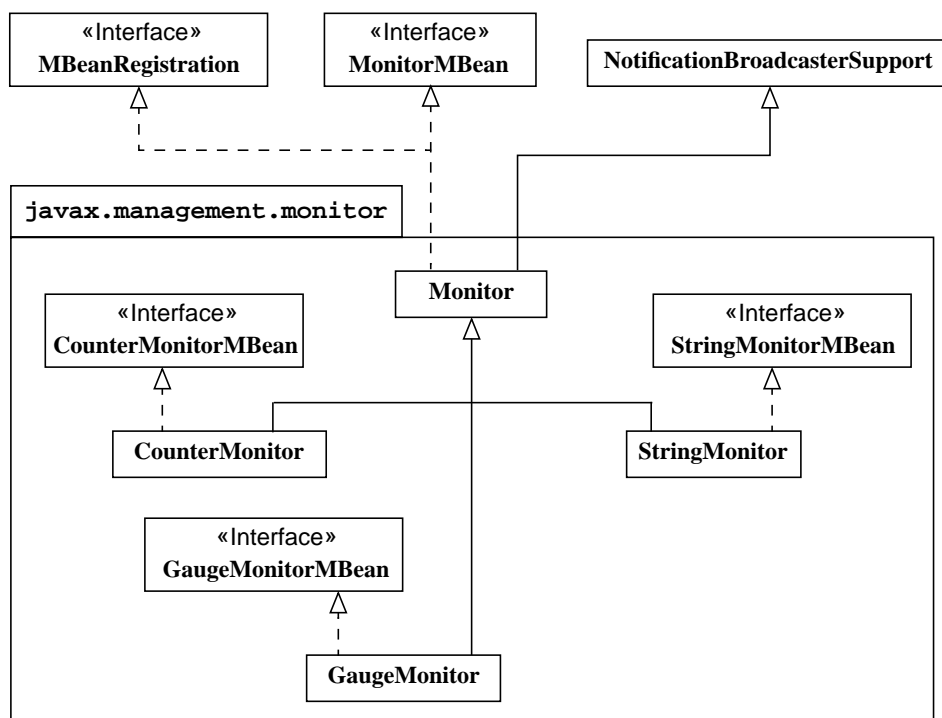 «Interface»
MBeanRegistration
«Interface»
MonitorMBean
NotificationBroadcasterSupport
javax.management.monitor
Monitor
«Interface»
CounterMonitorMBean
«Interface»
StringMonitorMBean
CounterMonitor
StringMonitor
«Interface»
GaugeMonitorMBean
GaugeMonitor